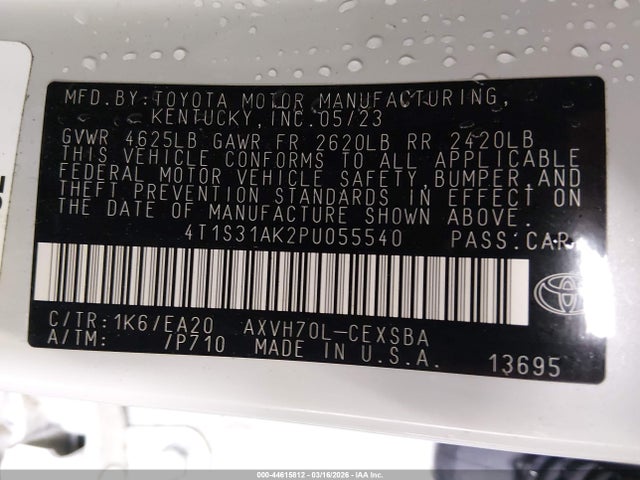 MFD.BY:TOYOTA MOTOR MANUFACTURING,
KENTUCKY,INC.05/23
GVWR 4625LB GAWR FR 2620LB RR 2420LB
THIS VEHICLE CONFORMS TO ALL APPLICABLE
FEDERAL MOTOR VEHICLE SAFETY,BUMPER,AND
THEFT PREVENTION STANDARDS IN EFFECT ON
THE DATE OF MANUFACTURE SHOWN ABOVE.
4T1S31AK2PU055540 PASS:CAR
C/TR:1K6/EA20 AXVH70L-CEXSBA
A/TM: /P710 MADE IN U.S.A. 13695
000-44615812 - 03/16/2026 - IAAI.CA